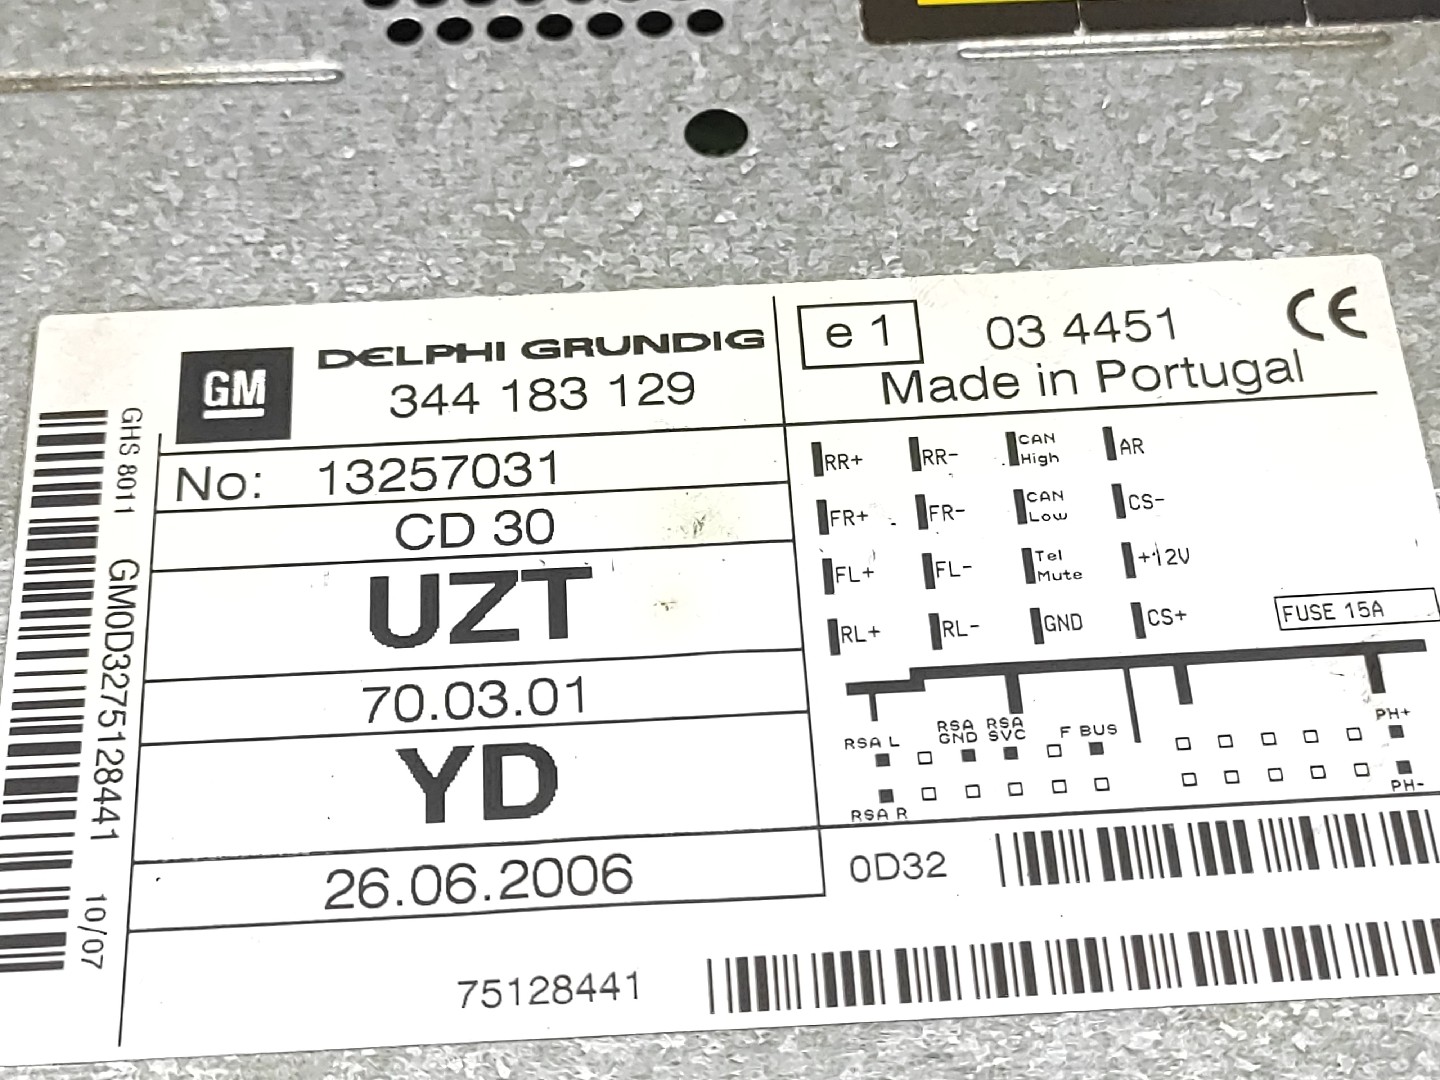 GM
DELPHI GRUNDIG
344 183 129
No: 13257031
CD 30
UZT
70.03.01
YD
26.06.2006
75128441
e 1
03 4451
CE
Made in Portugal
RR+ RR- CAN High AR
FR+ FR- CAN Low CS-
FL+ FL- Tel Mute +12V
RL+ RL- GND CS+
FUSE 15A
RSA L RSA GND RSA SVC F BUS PH+
RSA R PH-
0D32
GHS 801 GM0D3275128441 10/07